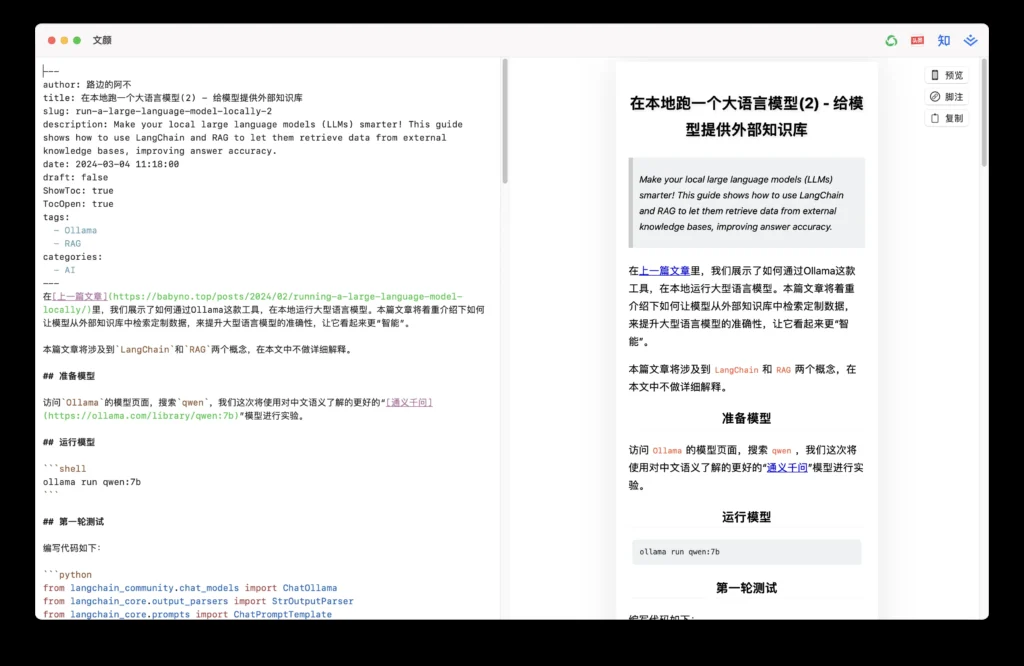 文颜
头条
知
---
author: 路边的阿不
title: 在本地跑一个大语言模型(2) - 给模型提供外部知识库
slug: run-a-large-language-model-locally-2
description: Make your local large language models (LLMs) smarter! This guide
shows how to use LangChain and RAG to let them retrieve data from external
knowledge bases, improving answer accuracy.
date: 2024-03-04 11:18:00
draft: false
ShowToc: true
TocOpen: true
tags:
  - Ollama
  - RAG
categories:
  - AI
---
在[上一篇文章](https://babyno.top/posts/2024/02/running-a-large-language-model-
locally/)里，我们展示了如何通过Ollama这款工具，在本地运行大型语言模型。本篇文章将着重介绍下如何
让模型从外部知识库中检索定制数据，来提升大型语言模型的准确性，让它看起来更“智能”。
本篇文章将涉及到`LangChain`和`RAG`两个概念，在本文中不做详细解释。
## 准备模型
访问`Ollama`的模型页面，搜索`qwen`，我们这次将使用对中文语义了解的更好的“[通义千问]
(https://ollama.com/library/qwen:7b)”模型进行实验。
## 运行模型
```shell
ollama run qwen:7b
```
## 第一轮测试
编写代码如下：
```python
from langchain_community.chat_models import ChatOllama
from langchain_core.output_parsers import StrOutputParser
from langchain_core.prompts import ChatPromptTemplate
在本地跑一个大语言模型(2) - 给模
型提供外部知识库
Make your local large language models (LLMs)
smarter! This guide shows how to use LangChain
and RAG to let them retrieve data from external
knowledge bases, improving answer accuracy.
在上一篇文章里，我们展示了如何通过Ollama这款
工具，在本地运行大型语言模型。本篇文章将着重
介绍下如何让模型从外部知识库中检索定制数据，
来提升大型语言模型的准确性，让它看起来更“智
能”。
本篇文章将涉及到 LangChain 和 RAG 两个概念，在
本文中不做详细解释。
准备模型
访问 Ollama 的模型页面，搜索 qwen ，我们这次将
使用对中文语义了解的更好的“通义千问”模型进行实
验。
运行模型
ollama run qwen:7b
第一轮测试
编写代码如下：
预览
脚注
复制